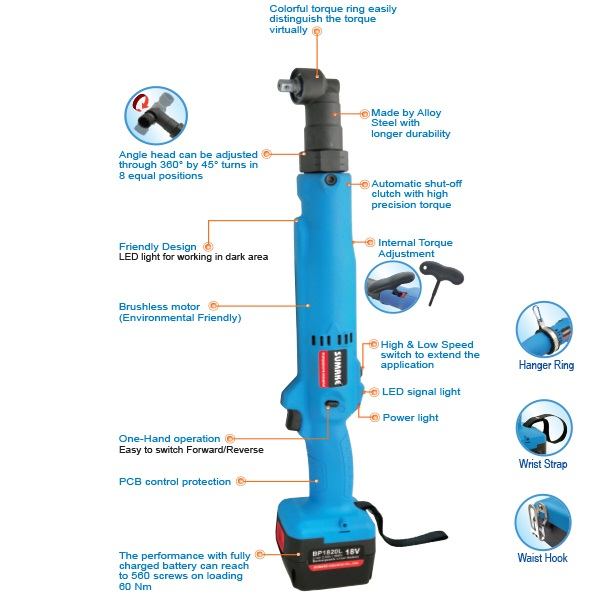 Colorful torque ring easily
distinguish the torque
virtually
Made by Alloy
Steel with
longer durability
Angle head can be adjusted
through 360° by 45° turns in
8 equal positions
Automatic shut-off
clutch with high
precision torque
Friendly Design
LED light for working in dark area
Internal Torque
Adjustment
Brushless motor
(Environmental Friendly)
SUMAKE
High & Low Speed
switch to extend the
application
Hanger Ring
LED signal light
Power light
One-Hand operation
Easy to switch Forward/Reverse
Wrist Strap
PCB control protection
The performance with fully
charged battery can reach
to 560 screws on loading
60 Nm
BP1820L 18V
Waist Hook